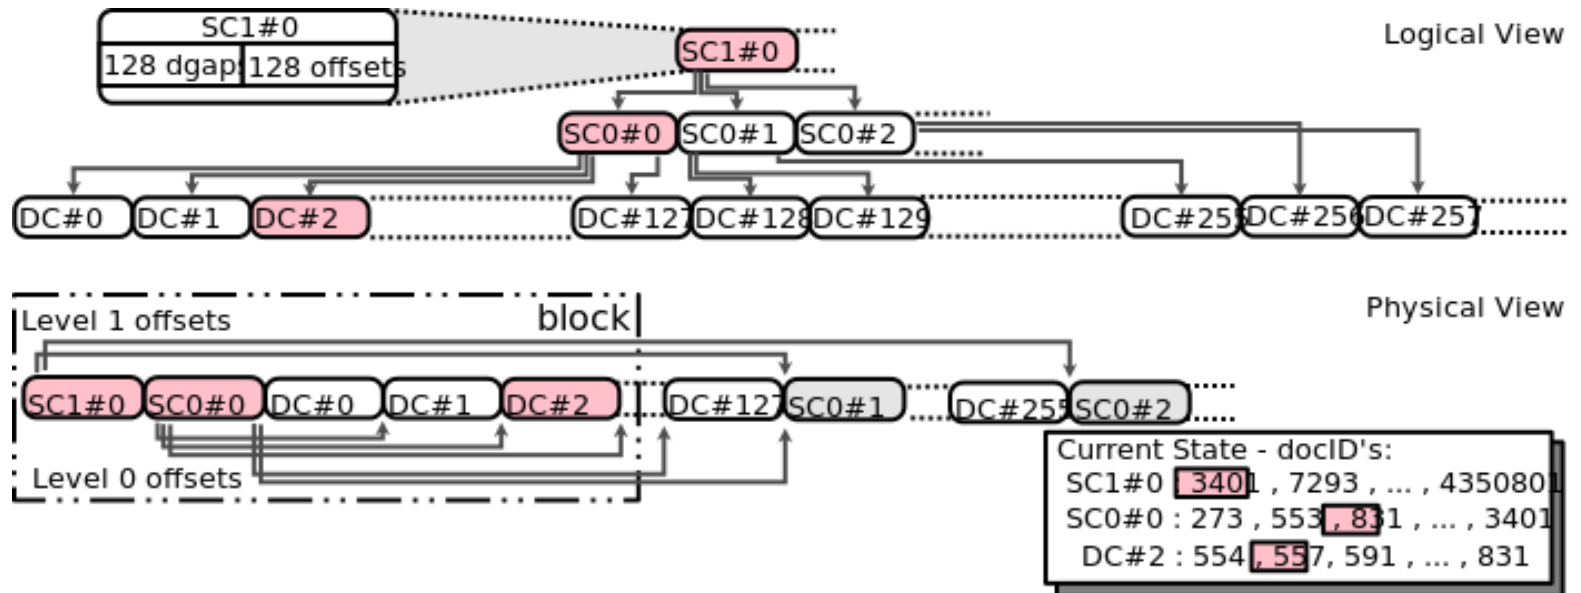 SC1#0
128 dgaps 128 offsets
SC1#0
Logical View
SC0#0 SC0#1 SC0#2
DC#0 DC#1 DC#2 DC#127 DC#128 DC#129 DC#255 DC#256 DC#257
Physical View
Level 1 offsets block
SC1#0 SC0#0 DC#0 DC#1 DC#2 DC#127 SC0#1 DC#255 SC0#2
Level 0 offsets
Current State - docID's:
SC1#0 : 3401 , 7293 , ... , 4350801
SC0#0 : 273 , 553 , 831 , ... , 3401
DC#2 : 554 , 557, 591 , ... , 831